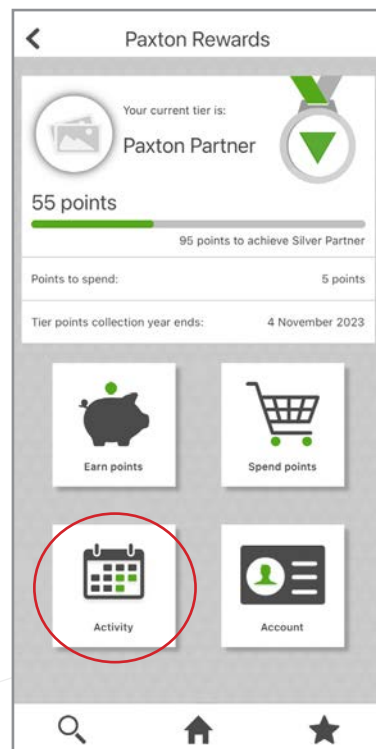 Paxton Rewards
Your current tier is:
Paxton Partner
55 points
95 points to achieve Silver Partner
Points to spend: 5 points
Tier points collection year ends: 4 November 2023
Earn points
Spend points
Activity
Account